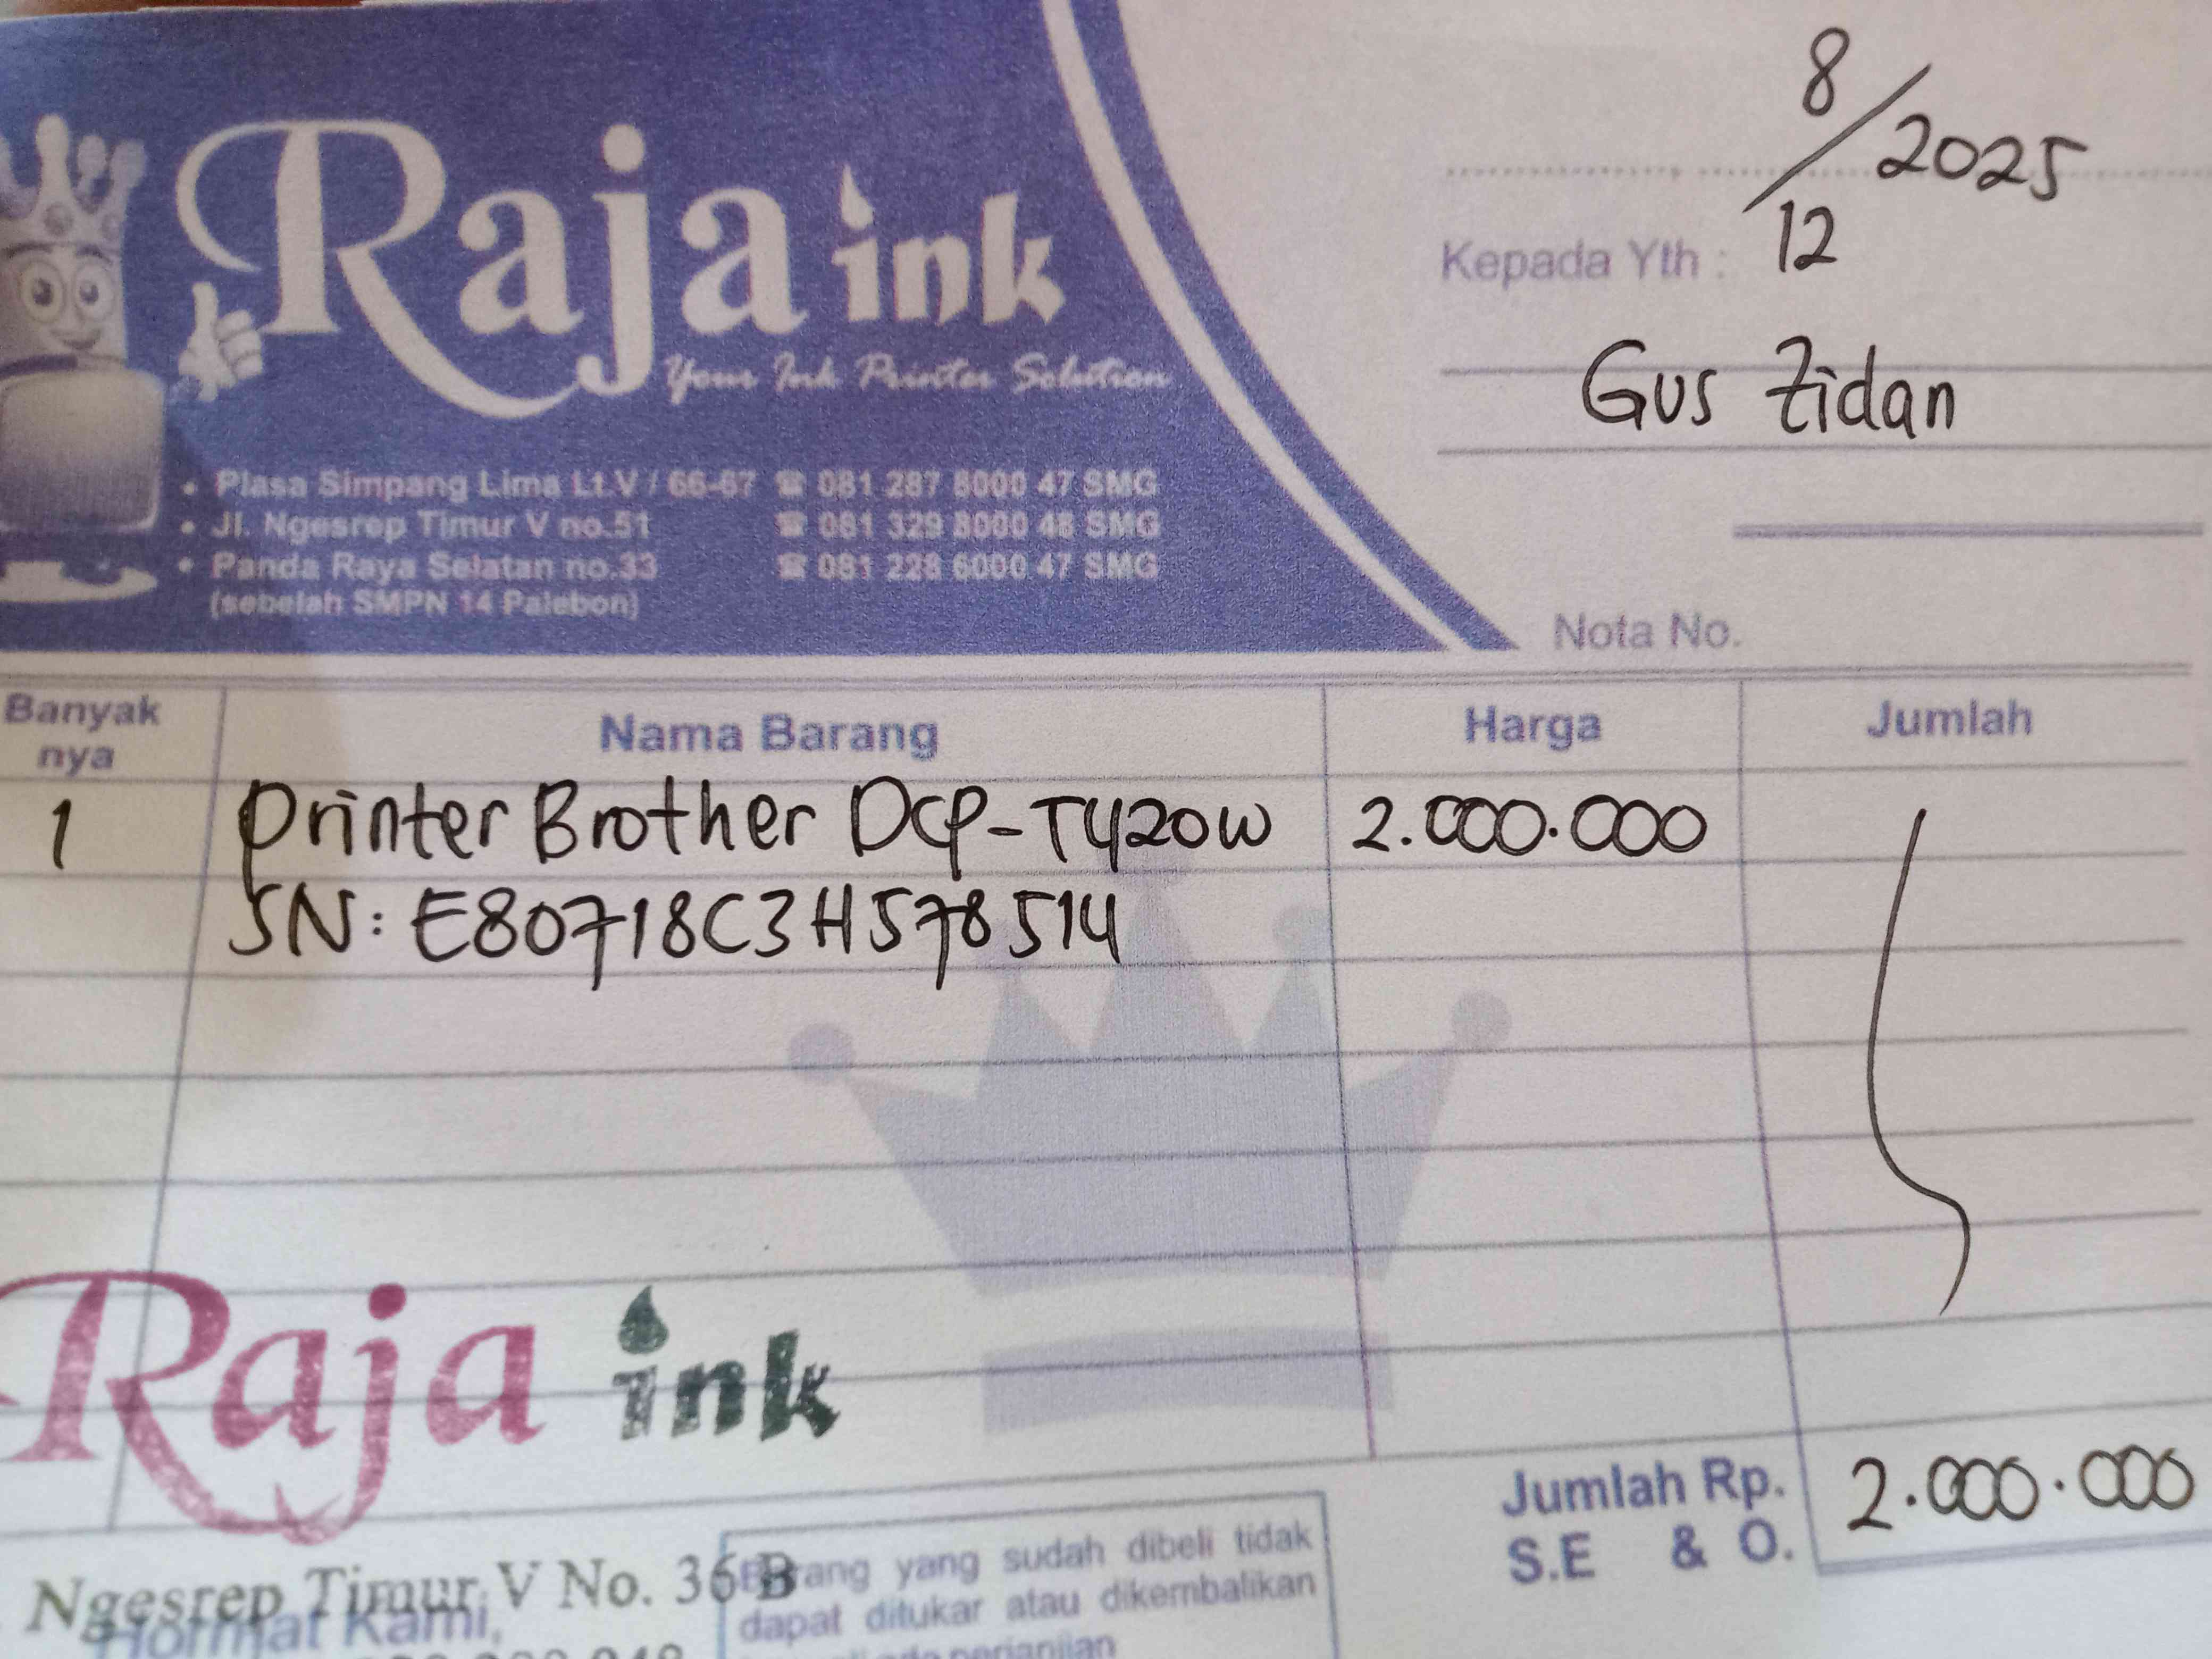 Raja ink
Your Ink Printer Solution
• Plasa Simpang Lima Lt.V / 66-67 ☎ 081 287 8000 47 SMG
• Jl. Ngesrep Timur V no.51 ☎ 081 329 8000 48 SMG
• Panda Raya Selatan no.33 ☎ 081 228 6000 47 SMG
(sebelah SMPN 14 Palebon)
8/12/2025
Kepada Yth :
Gus Zidan
Nota No.
Banyak nya Nama Barang Harga Jumlah
1 Printer Brother DCP-T420W 2.000.000
SN: E80718C3H578514
Raja ink
Jumlah Rp. 2.000.000
S.E & O.
Ngesrep Timur V No. 36B
Hormat Kami,
Barang yang sudah dibeli tidak
dapat ditukar atau dikembalikan
perjanjian